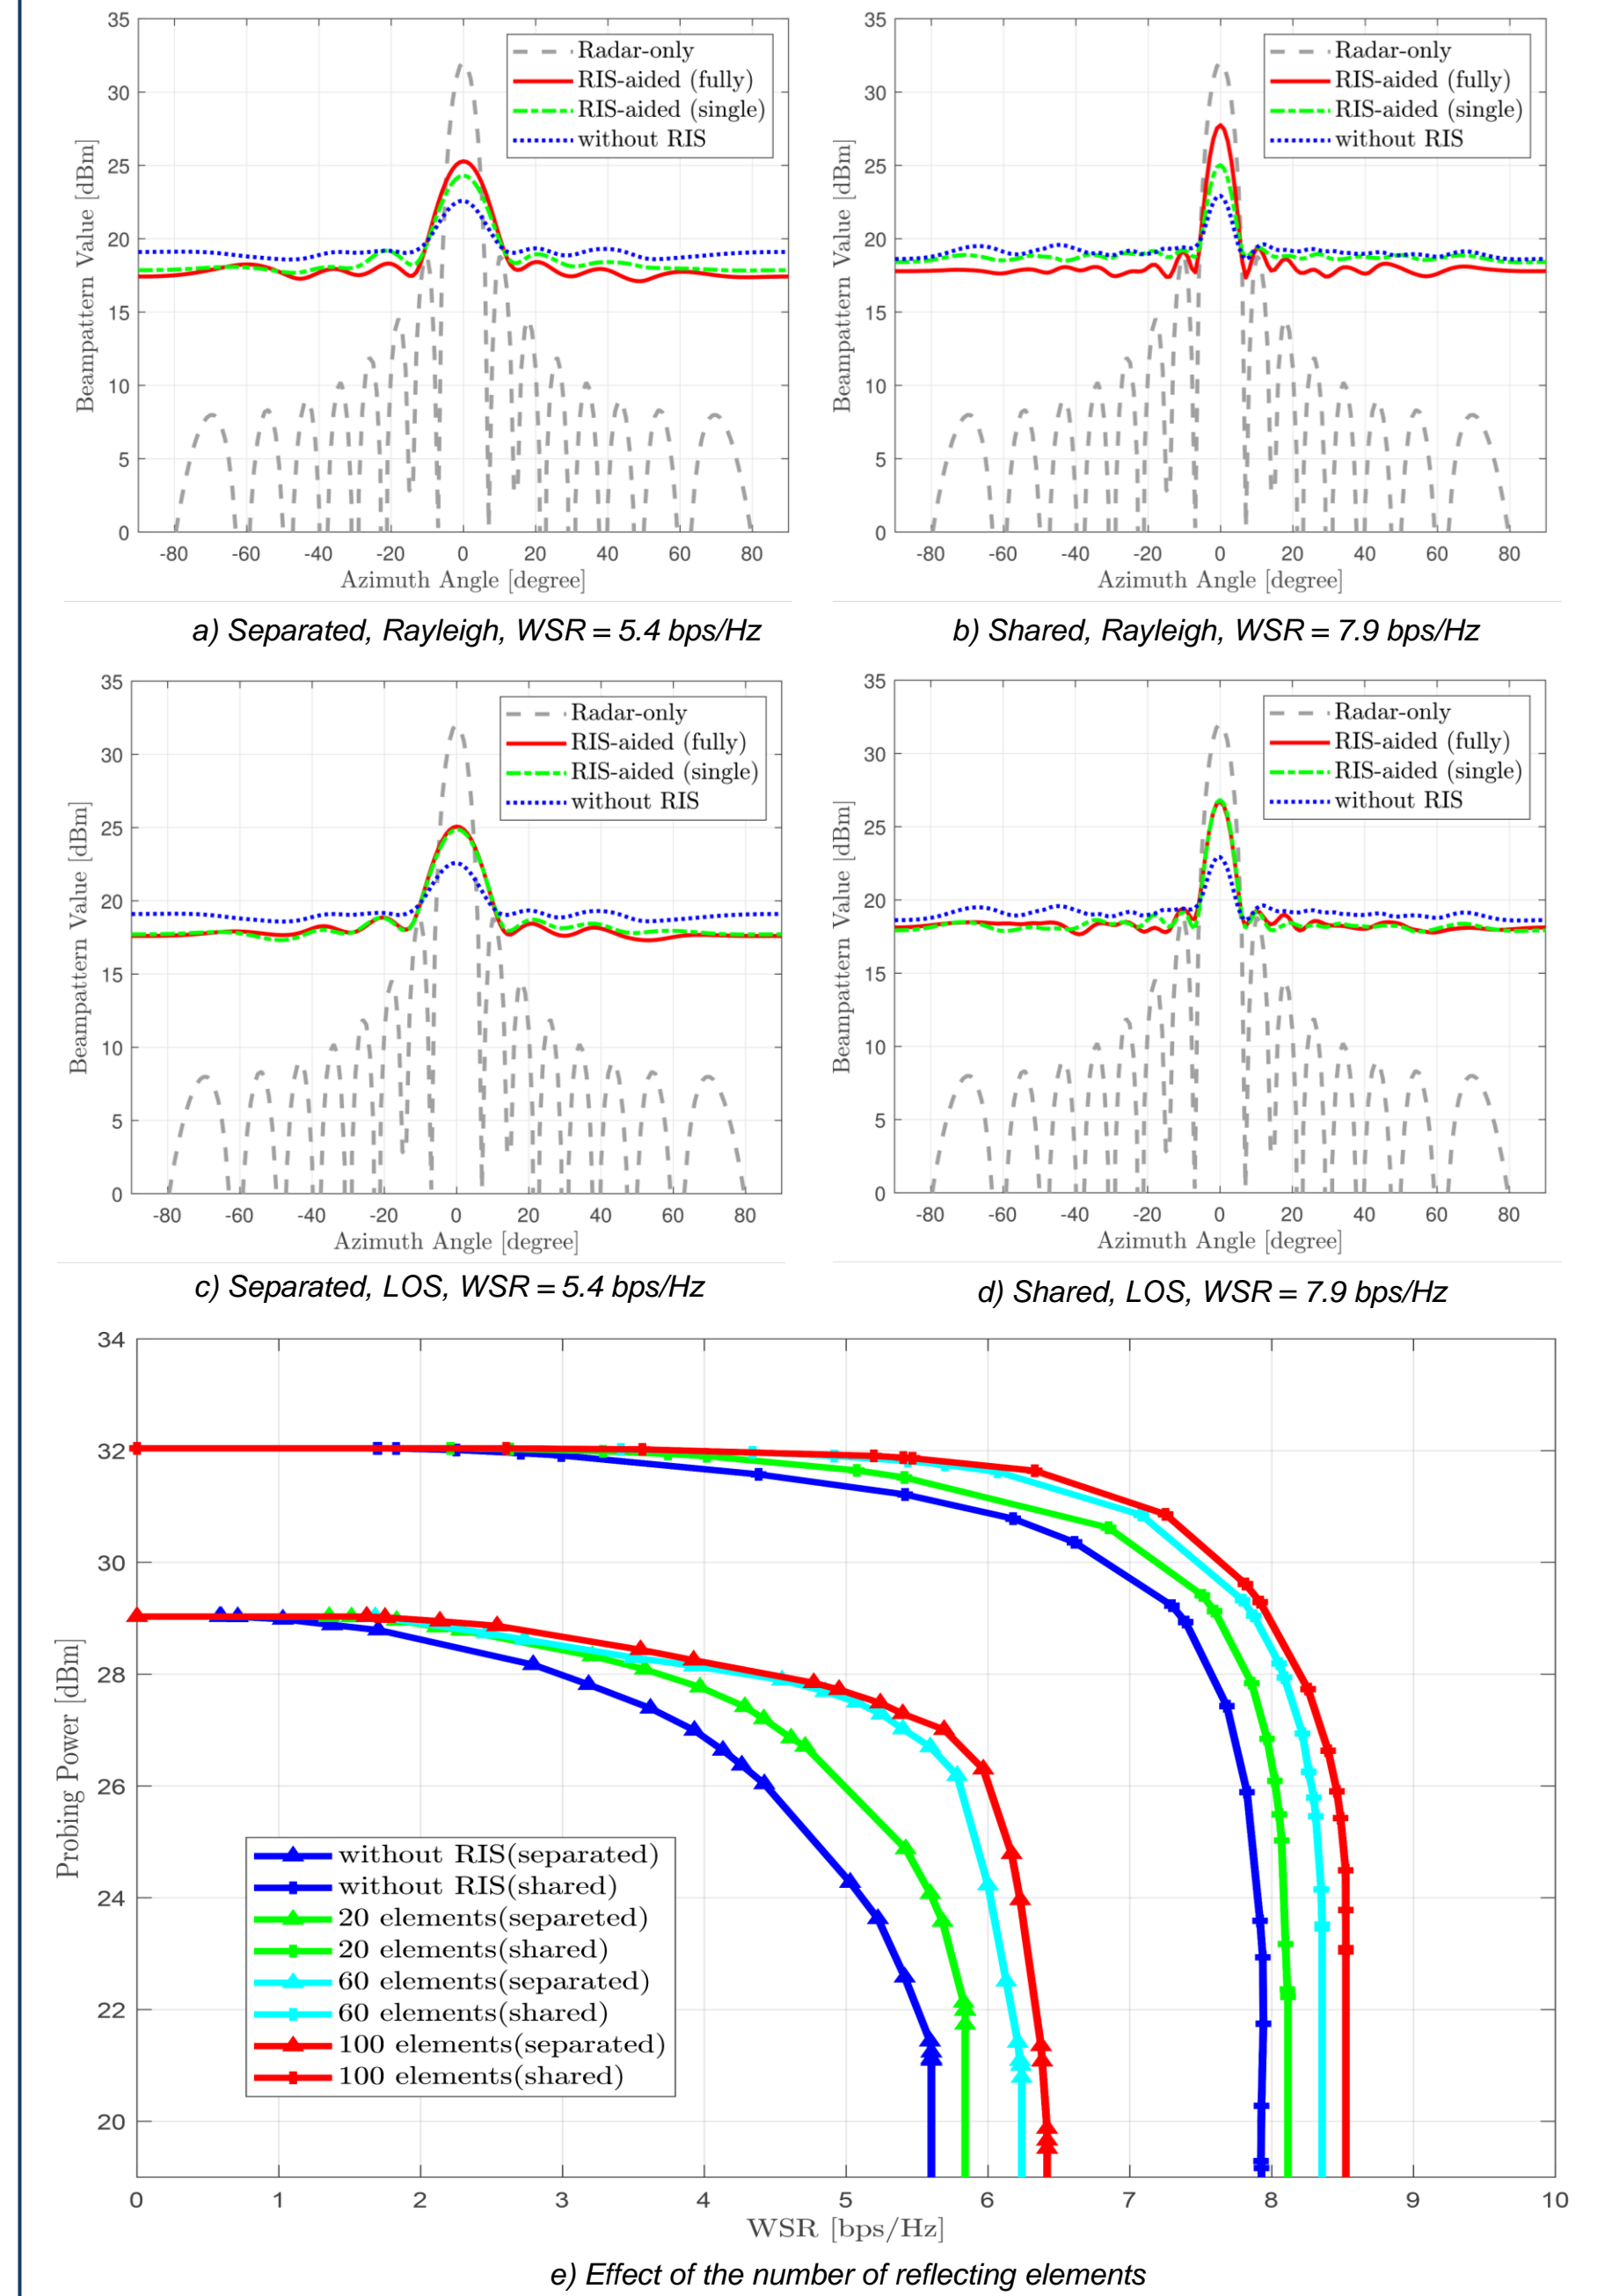 35
30
25
20
15
10
5
0
Beampattern Value [dBm]
Radar-only
RIS-aided (fully)
RIS-aided (single)
without RIS
-80 -60 -40 -20 0 20 40 60 80
Azimuth Angle [degree]
a) Separated, Rayleigh, WSR = 5.4 bps/Hz
35
30
25
20
15
10
5
0
Beampattern Value [dBm]
Radar-only
RIS-aided (fully)
RIS-aided (single)
without RIS
-80 -60 -40 -20 0 20 40 60 80
Azimuth Angle [degree]
b) Shared, Rayleigh, WSR = 7.9 bps/Hz
35
30
25
20
15
10
5
0
Beampattern Value [dBm]
Radar-only
RIS-aided (fully)
RIS-aided (single)
without RIS
-80 -60 -40 -20 0 20 40 60 80
Azimuth Angle [degree]
c) Separated, LOS, WSR = 5.4 bps/Hz
35
30
25
20
15
10
5
0
Beampattern Value [dBm]
Radar-only
RIS-aided (fully)
RIS-aided (single)
without RIS
-80 -60 -40 -20 0 20 40 60 80
Azimuth Angle [degree]
d) Shared, LOS, WSR = 7.9 bps/Hz
34
32
30
28
26
24
22
20
Probing Power [dBm]
without RIS(separated)
without RIS(shared)
20 elements(separeted)
20 elements(shared)
60 elements(separated)
60 elements(shared)
100 elements(separated)
100 elements(shared)
0 1 2 3 4 5 6 7 8 9 10
WSR [bps/Hz]
e) Effect of the number of reflecting elements